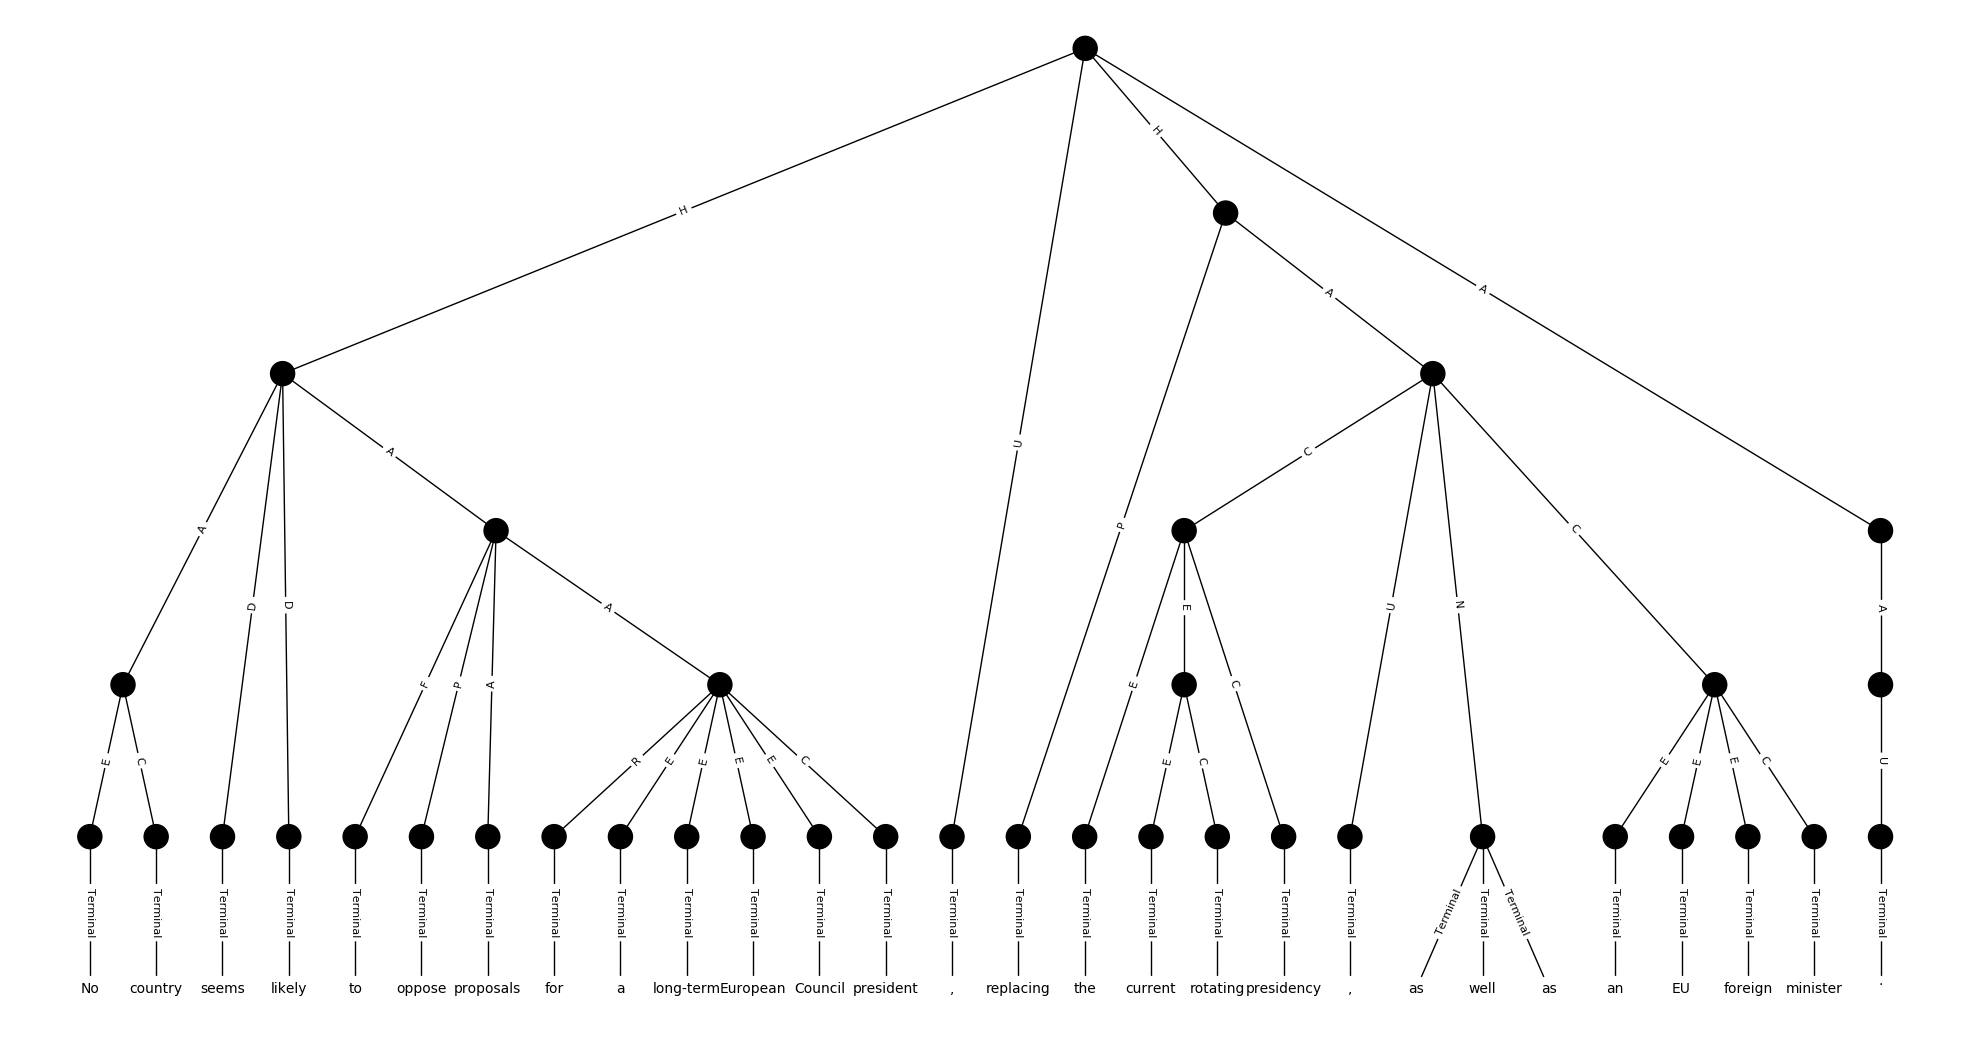 H
H
A
A
U
A
C
A
D
D
P
U
N
C
F
P
A
A
E
E
C
A
E
C
R
E
E
E
E
C
E
C
E
E
E
C
U
Terminal Terminal Terminal Terminal Terminal Terminal Terminal Terminal Terminal Terminal Terminal Terminal Terminal Terminal Terminal Terminal Terminal Terminal Terminal Terminal Terminal Terminal Terminal Terminal Terminal Terminal Terminal Terminal
No country seems likely to oppose proposals for a long-term European Council president , replacing the current rotating presidency , as well as an EU foreign minister .